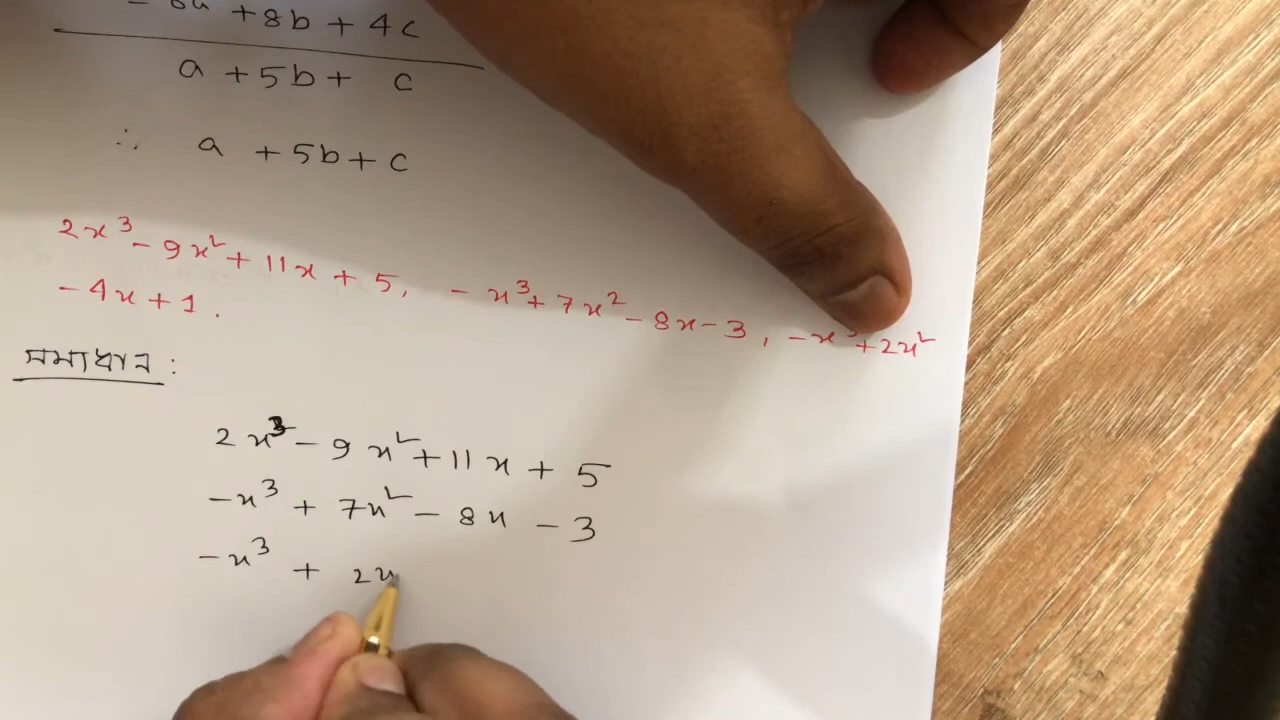 +8b + 4c
a + 5b + c
∴ a + 5b + c
2x³ - 9x² + 11x + 5, - x³ + 7x² - 8x - 3, - x³ + 2x²
- 4x + 1.
সমাধান :
2x³ - 9x² + 11x + 5
-x³ + 7x² - 8x - 3
-x³ + 2x